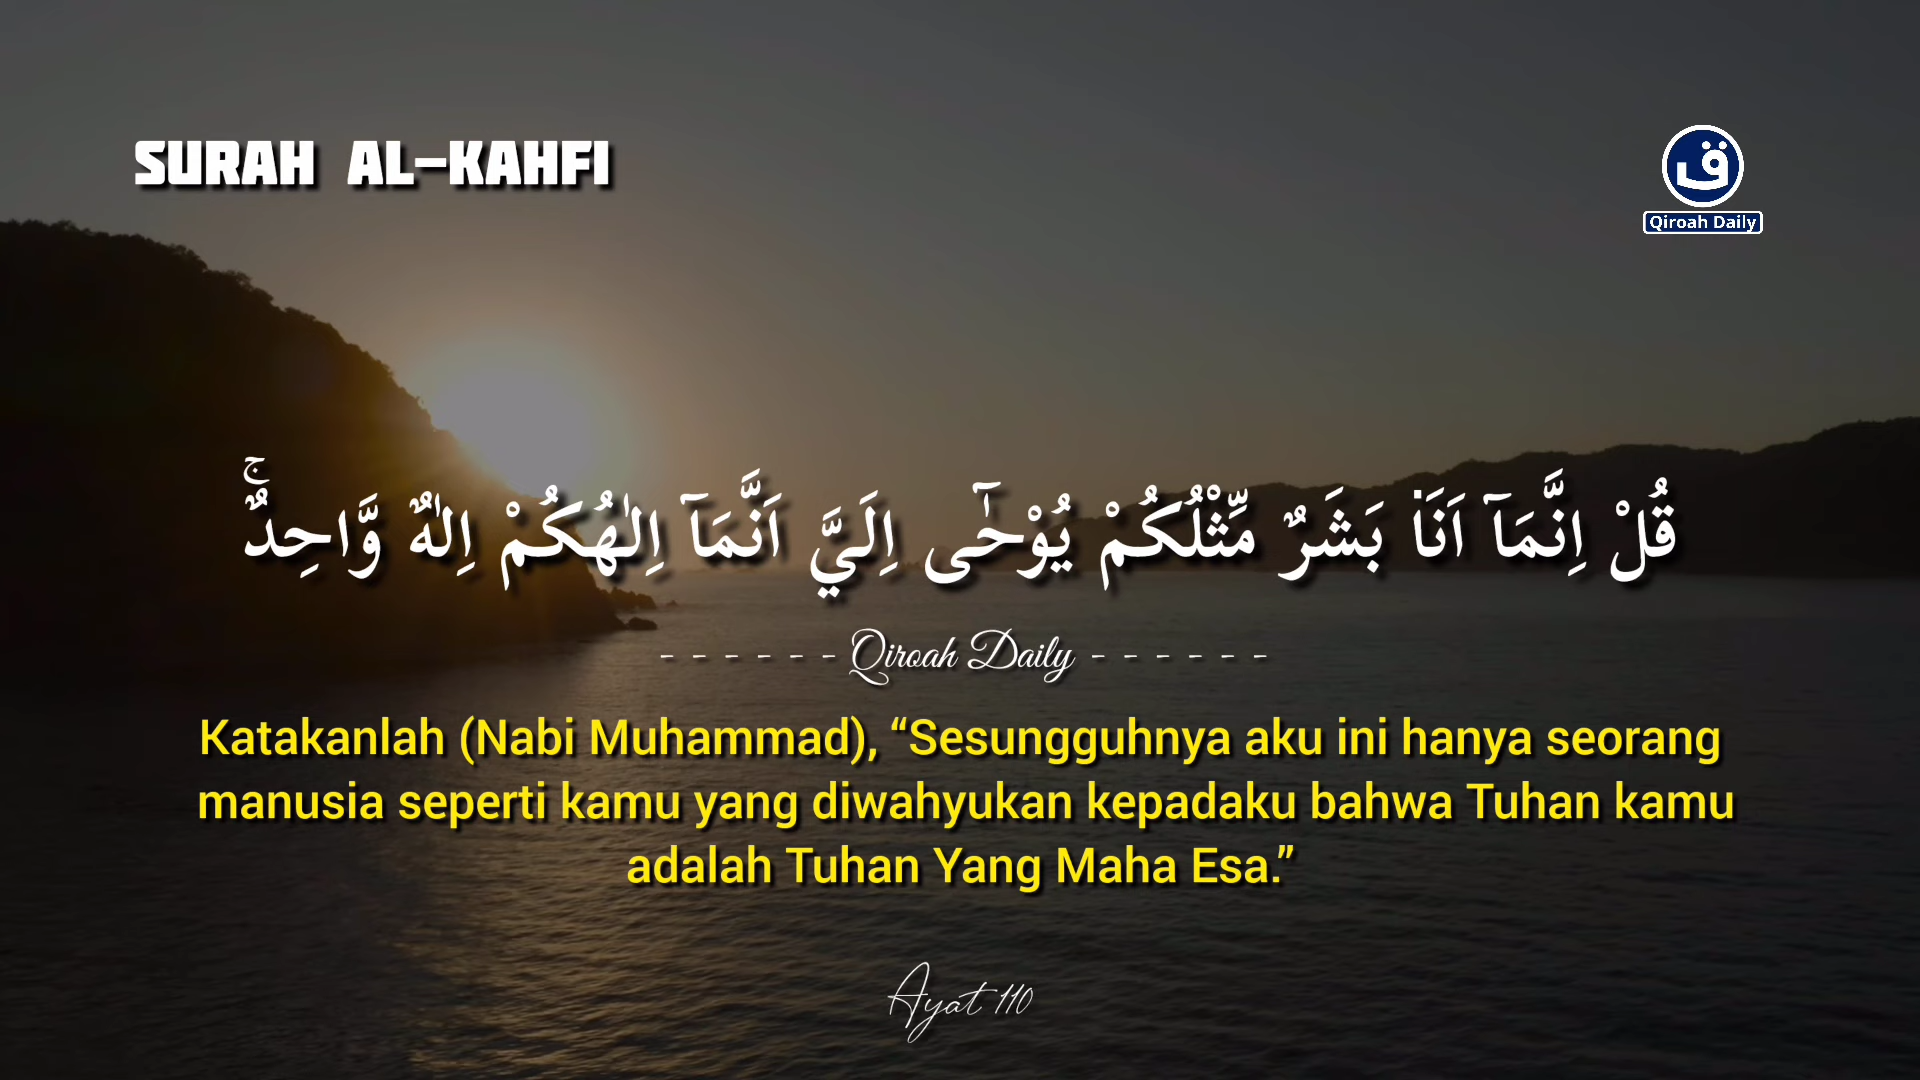 SURAH AL-KAHFI
ق
Qiroah Daily
قُلْ اِنَّمَآ اَنَا۠ بَشَرٌ مِّثْلُكُمْ يُوْحٰٓى اِلَيَّ اَنَّمَآ اِلٰهُكُمْ اِلٰهٌ وَّاحِدٌۚ
- - - - - - Qiroah Daily - - - - - -
Katakanlah (Nabi Muhammad), “Sesungguhnya aku ini hanya seorang
manusia seperti kamu yang diwahyukan kepadaku bahwa Tuhan kamu
adalah Tuhan Yang Maha Esa.”
Ayat 110